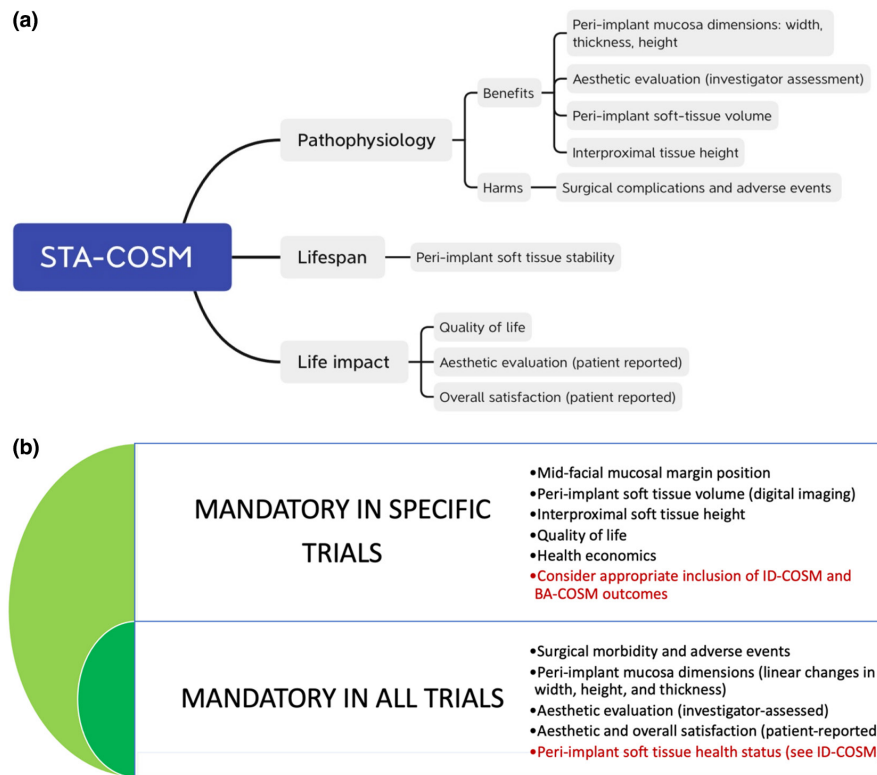 (a)
STA-COSM
Pathophysiology
Benefits
Peri-implant mucosa dimensions: width,
thickness, height
Aesthetic evaluation (investigator assessment)
Peri-implant soft-tissue volume
Interproximal tissue height
Harms
Surgical complications and adverse events
Lifespan
Peri-implant soft tissue stability
Life impact
Quality of life
Aesthetic evaluation (patient reported)
Overall satisfaction (patient reported)
(b)
MANDATORY IN SPECIFIC
TRIALS
•Mid-facial mucosal margin position
•Peri-implant soft tissue volume (digital imaging)
•Interproximal soft tissue height
•Quality of life
•Health economics
•Consider appropriate inclusion of ID-COSM and
BA-COSM outcomes
MANDATORY IN ALL TRIALS
•Surgical morbidity and adverse events
•Peri-implant mucosa dimensions (linear changes in
width, height, and thickness)
•Aesthetic evaluation (investigator-assessed)
•Aesthetic and overall satisfaction (patient-reported
•Peri-implant soft tissue health status (see ID-COSM